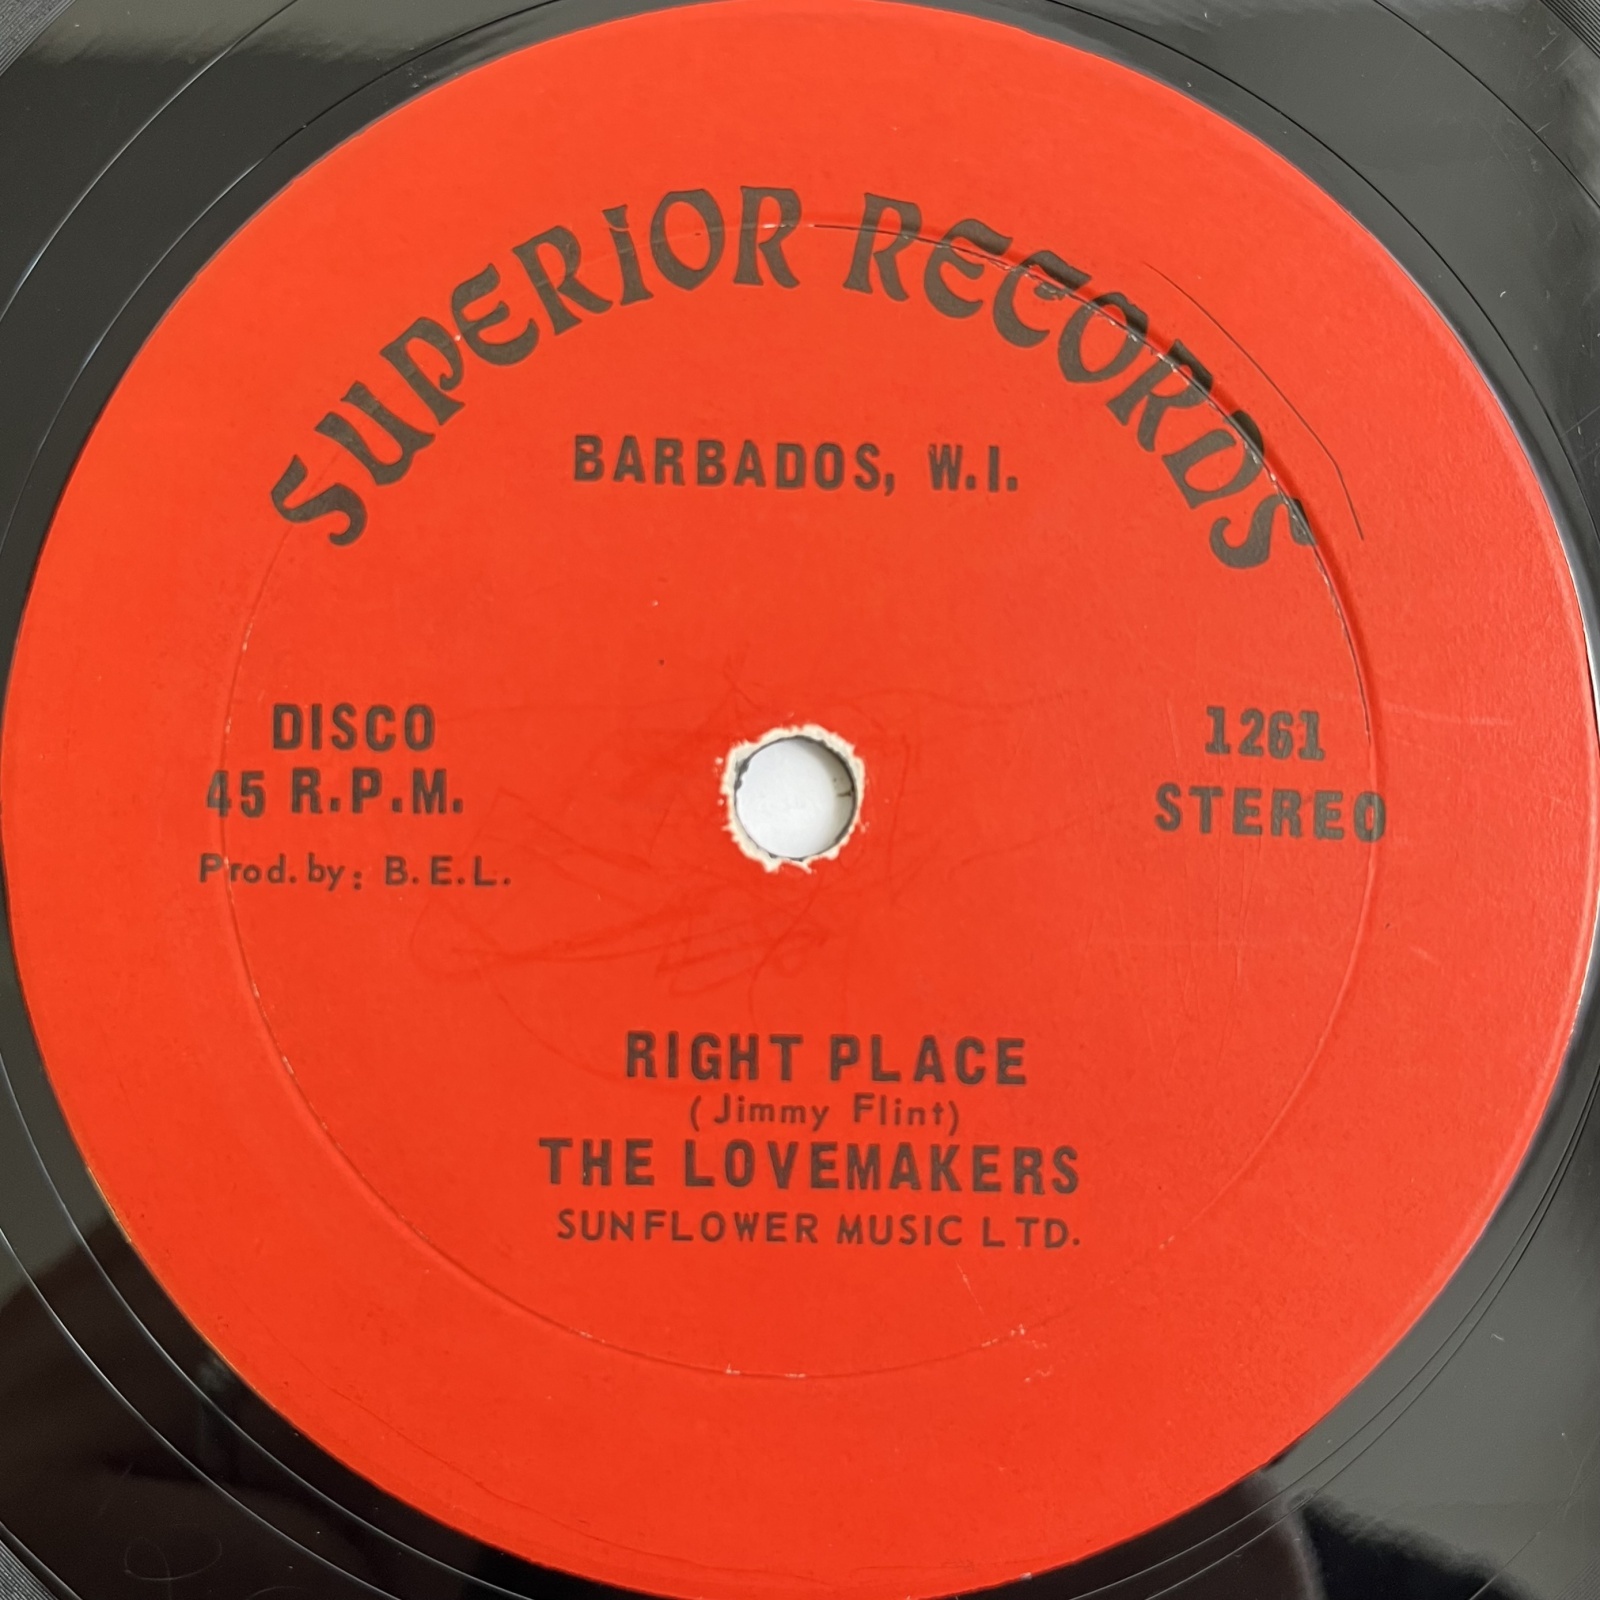 SUPERIOR RECORDS
BARBADOS, W.I.
DISCO
45 R.P.M.
Prod. by: B.E.L.
1261
STEREO
RIGHT PLACE
(Jimmy Flint)
THE LOVEMAKERS
SUNFLOWER MUSIC LTD.